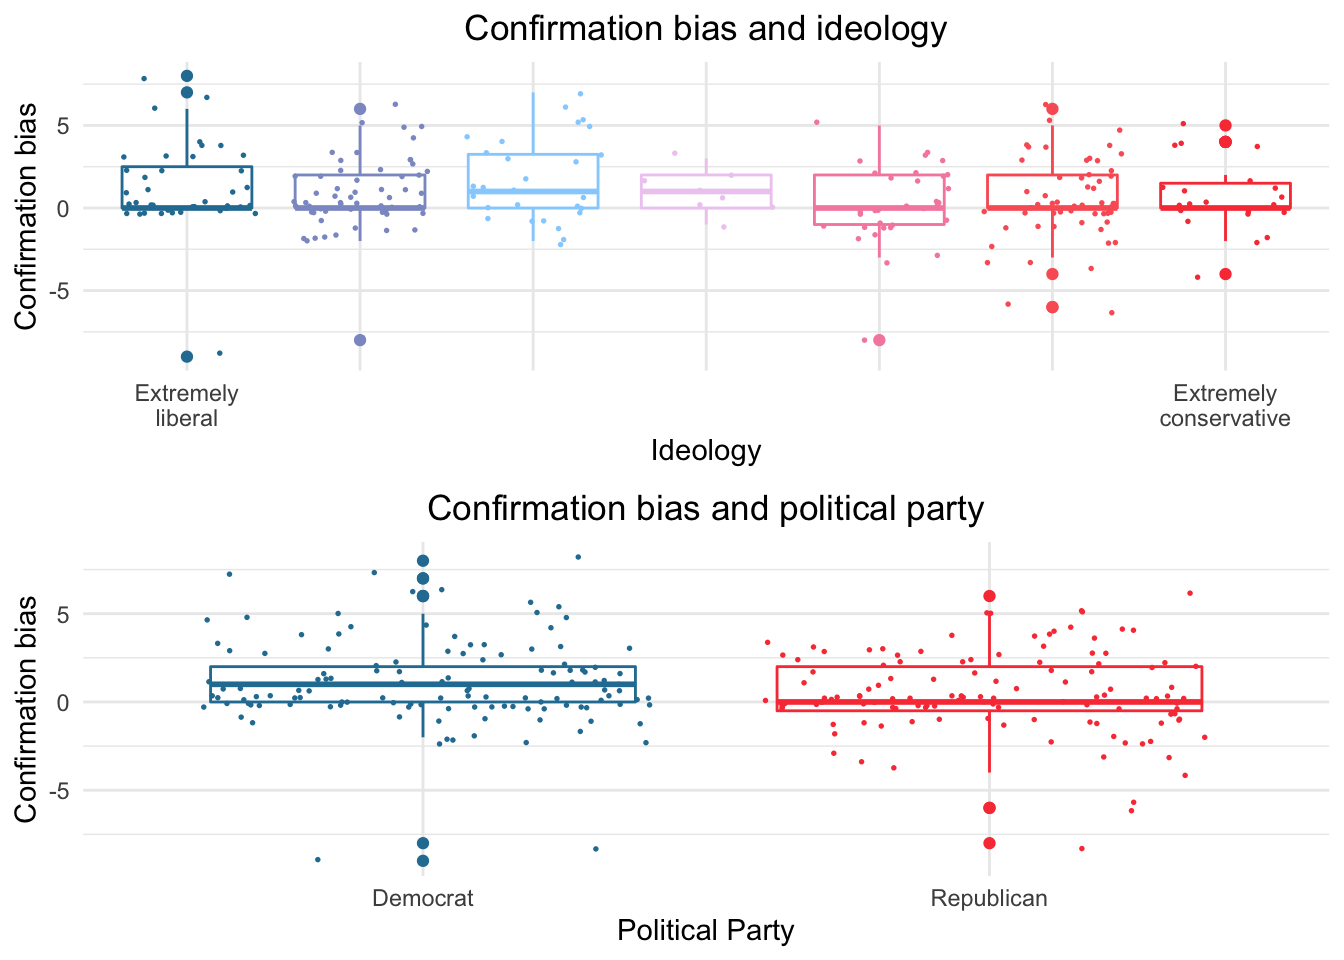 Confirmation bias and ideology
Confirmation bias
5
0
-5
Extremely
liberal
Extremely
conservative
Ideology
Confirmation bias and political party
Confirmation bias
5
0
-5
Democrat
Republican
Political Party